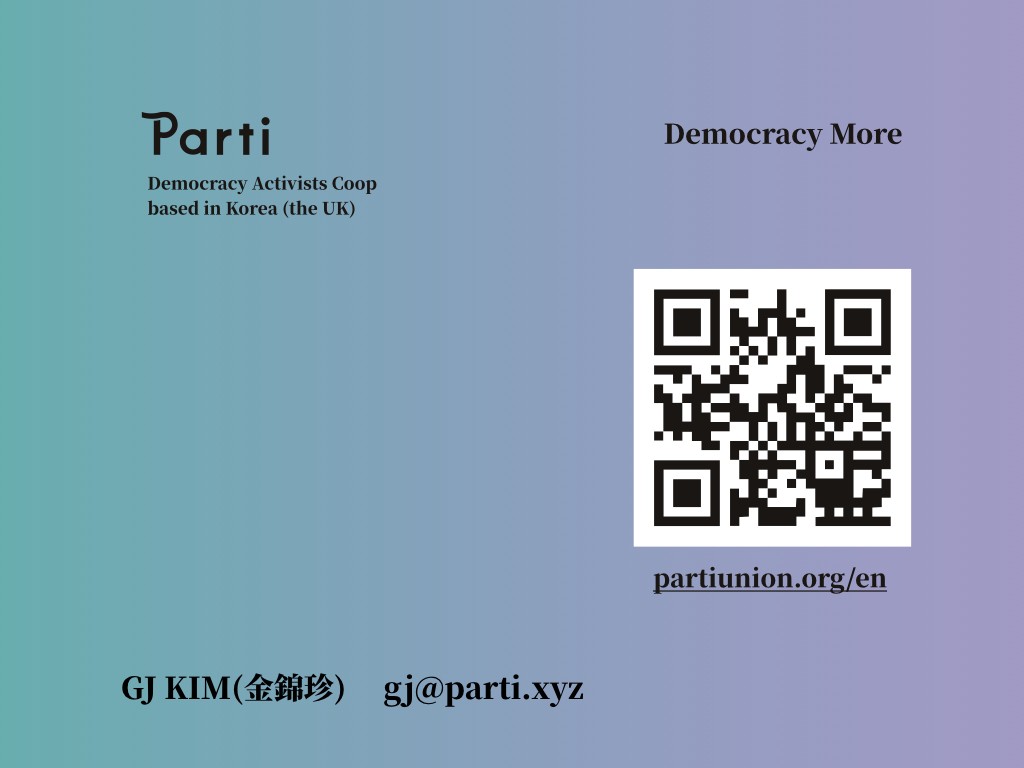 Parti
Democracy Activists Coop
based in Korea (the UK)
Democracy More
partiunion.org/en
GJ KIM(金錦珍) gj@parti.xyz